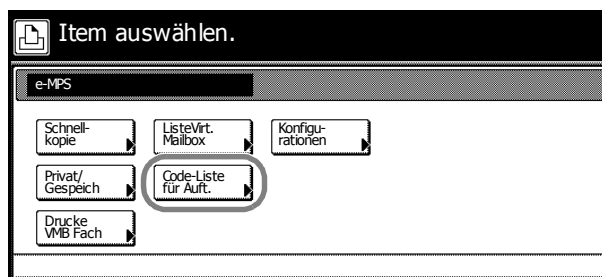 Item auswählen.
e-MPS
Schnell-
kopie
ListeVirt.
Mailbox
Konfigu-
rationen
Privat/
Gespeich
Code-Liste
für Auft.
Drucke
VMB Fach